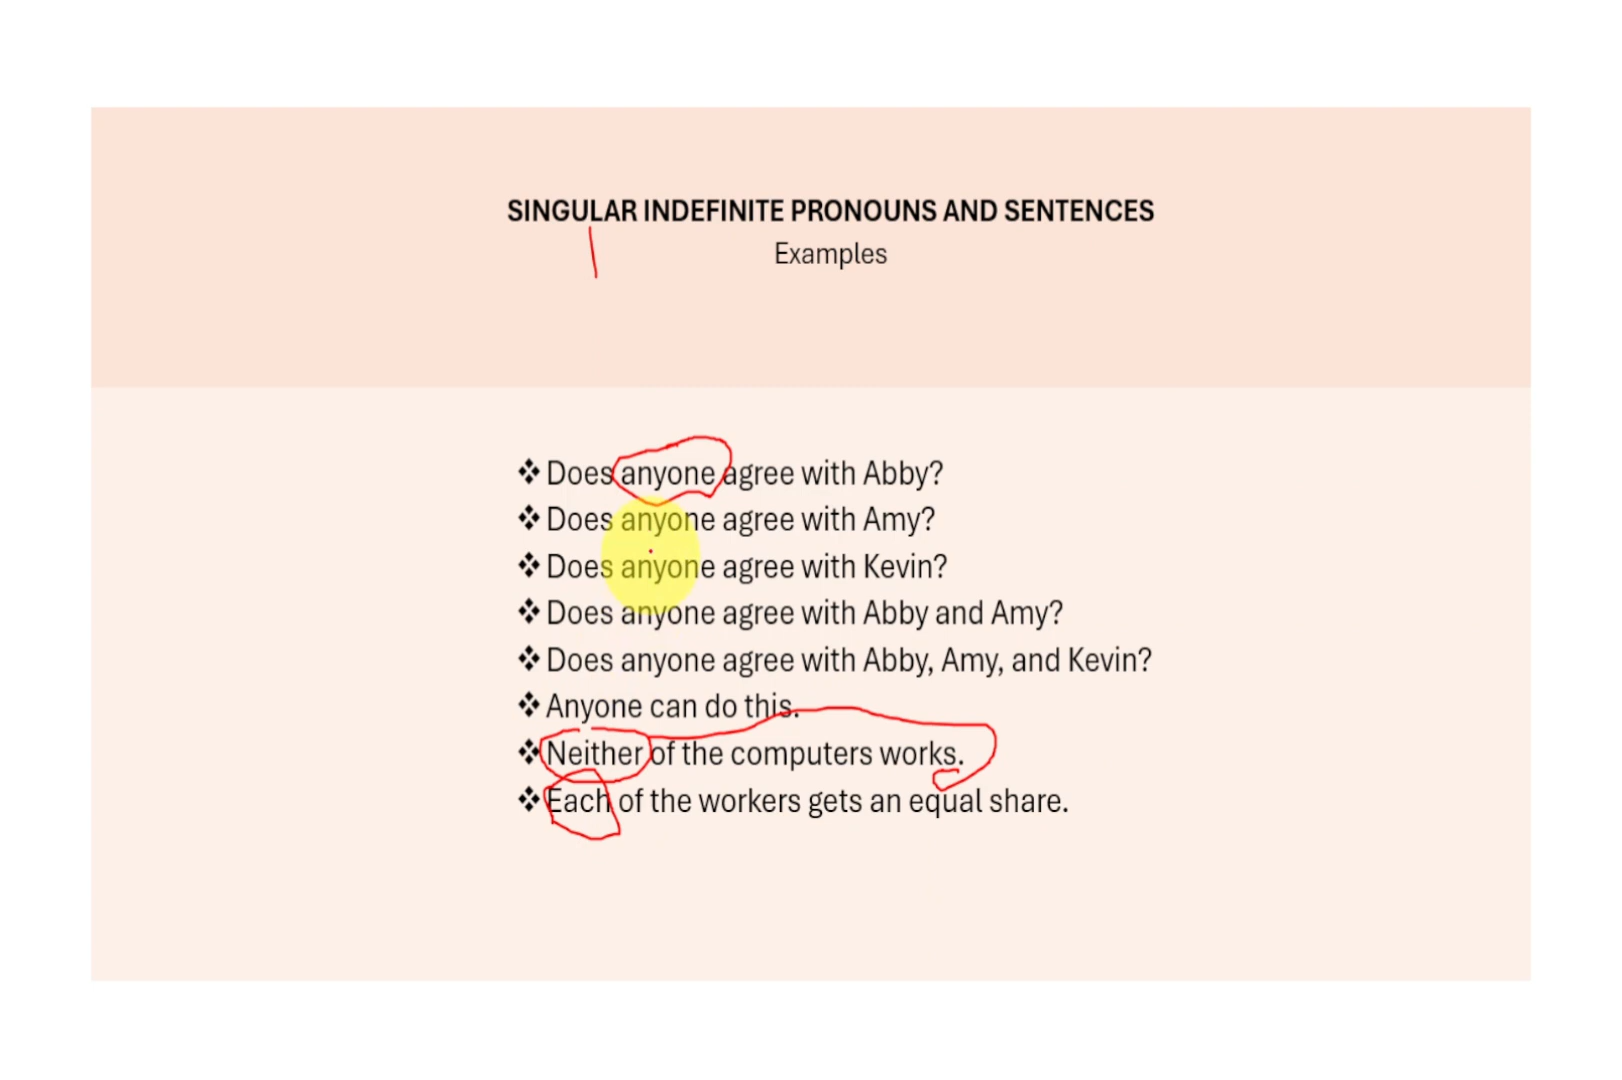 SINGULAR INDEFINITE PRONOUNS AND SENTENCES
Examples
❖ Does anyone agree with Abby?
❖ Does anyone agree with Amy?
❖ Does anyone agree with Kevin?
❖ Does anyone agree with Abby and Amy?
❖ Does anyone agree with Abby, Amy, and Kevin?
❖ Anyone can do this.
❖ Neither of the computers works.
❖ Each of the workers gets an equal share.